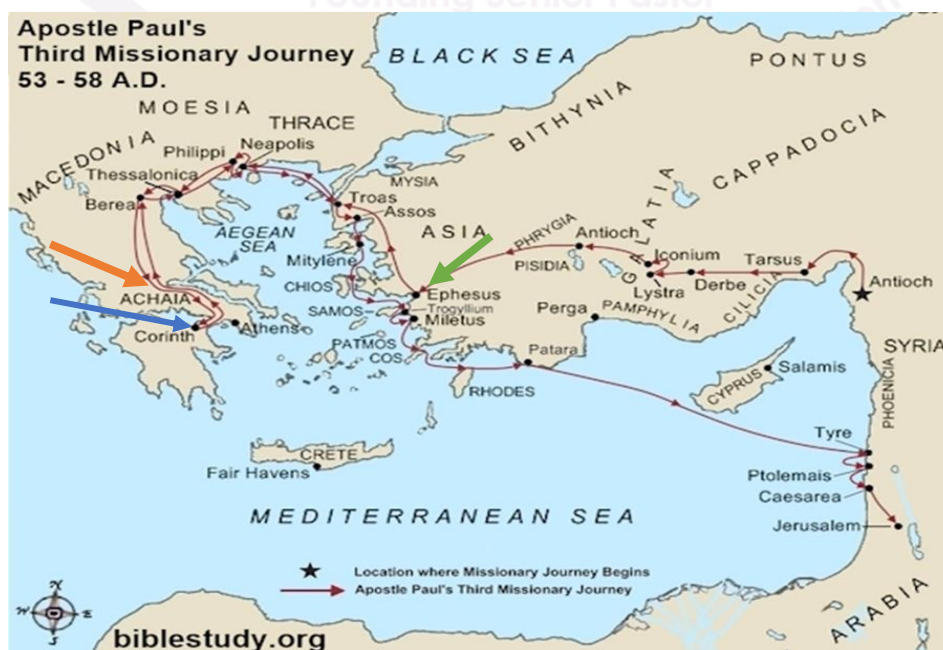 Founding Senior Pastor
Apostle Paul's
Third Missionary Journey
53 - 58 A.D.
BLACK SEA
PONTUS
MOESIA
THRACE
BITHYNIA
CAPPADOCIA
MACEDONIA
Philippi
Neapolis
Thessalonica
Berea
MYSIA
Troas
Assos
AEGEAN
SEA
ASIA
PHRYGIA
Antioch
GALATIA
Iconium
Tarsus
Mitylene
PISIDIA
Lystra
Derbe
CILICIA
Antioch
CHIOS
ACHAIA
Ephesus
Trogyllium
SAMOS
Miletus
Perga
PAMPHYLIA
Corinth
Athens
PATMOS
COS
Patara
SYRIA
RHODES
CYPRUS
Salamis
PHOENICIA
Tyre
CRETE
Fair Havens
Ptolemais
Caesarea
MEDITERRANEAN SEA
Jerusalem
Location where Missionary Journey Begins
Apostle Paul's Third Missionary Journey
N
W
E
S
ARABIA
biblestudy.org